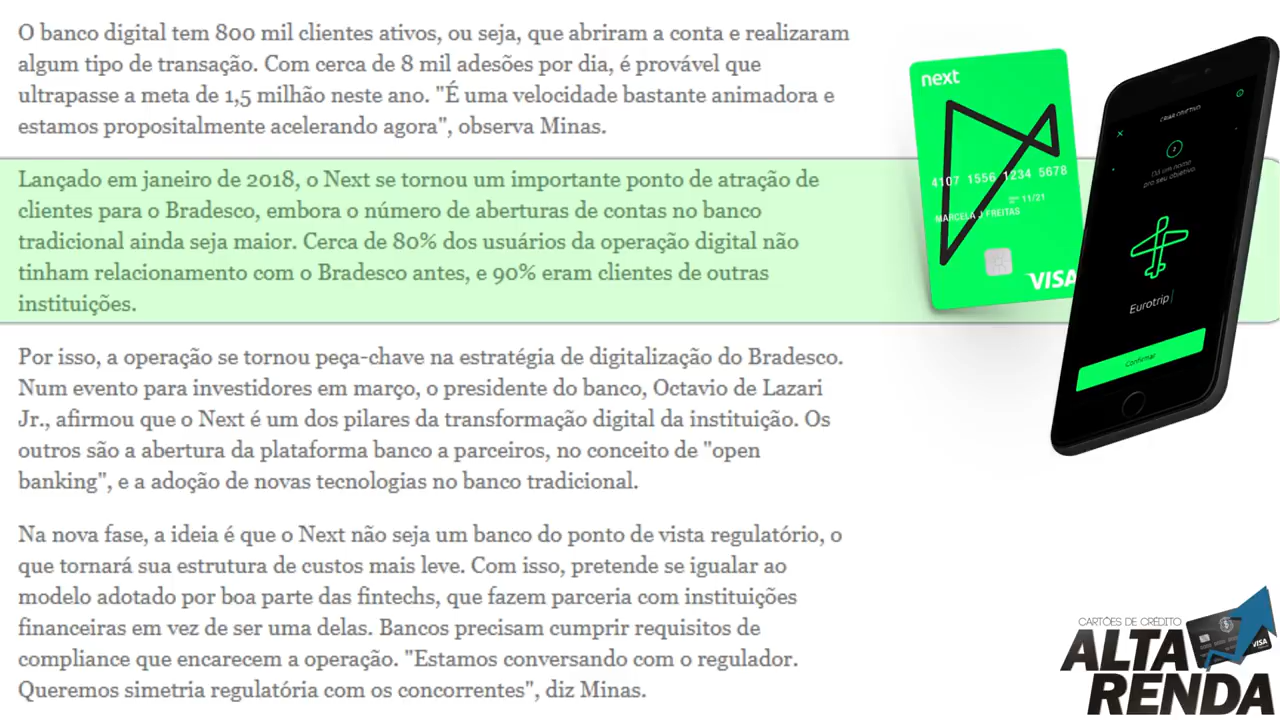 O banco digital tem 800 mil clientes ativos, ou seja, que abriram a conta e realizaram
algum tipo de transação. Com cerca de 8 mil adesões por dia, é provável que
ultrapasse a meta de 1,5 milhão neste ano. "É uma velocidade bastante animadora e
estamos propositalmente acelerando agora", observa Minas.
Lançado em janeiro de 2018, o Next se tornou um importante ponto de atração de
clientes para o Bradesco, embora o número de aberturas de contas no banco
tradicional ainda seja maior. Cerca de 80% dos usuários da operação digital não
tinham relacionamento com o Bradesco antes, e 90% eram clientes de outras
instituições.
Por isso, a operação se tornou peça-chave na estratégia de digitalização do Bradesco.
Num evento para investidores em março, o presidente do banco, Octavio de Lazari
Jr., afirmou que o Next é um dos pilares da transformação digital da instituição. Os
outros são a abertura da plataforma banco a parceiros, no conceito de "open
banking", e a adoção de novas tecnologias no banco tradicional.
Na nova fase, a ideia é que o Next não seja um banco do ponto de vista regulatório, o
que tornará sua estrutura de custos mais leve. Com isso, pretende se igualar ao
modelo adotado por boa parte das fintechs, que fazem parceria com instituições
financeiras em vez de ser uma delas. Bancos precisam cumprir requisitos de
compliance que encarecem a operação. "Estamos conversando com o regulador.
Queremos simetria regulatória com os concorrentes", diz Minas.
next
4107 1556 1234 5678
11/21
MARCELA J FREITAS
VISA
CRIAR OBJETIVO
Dá um nome
pro seu objetivo.
Eurotrip
Confirmar
CARTÕES DE CRÉDITO
ALTA
RENDA
VISA